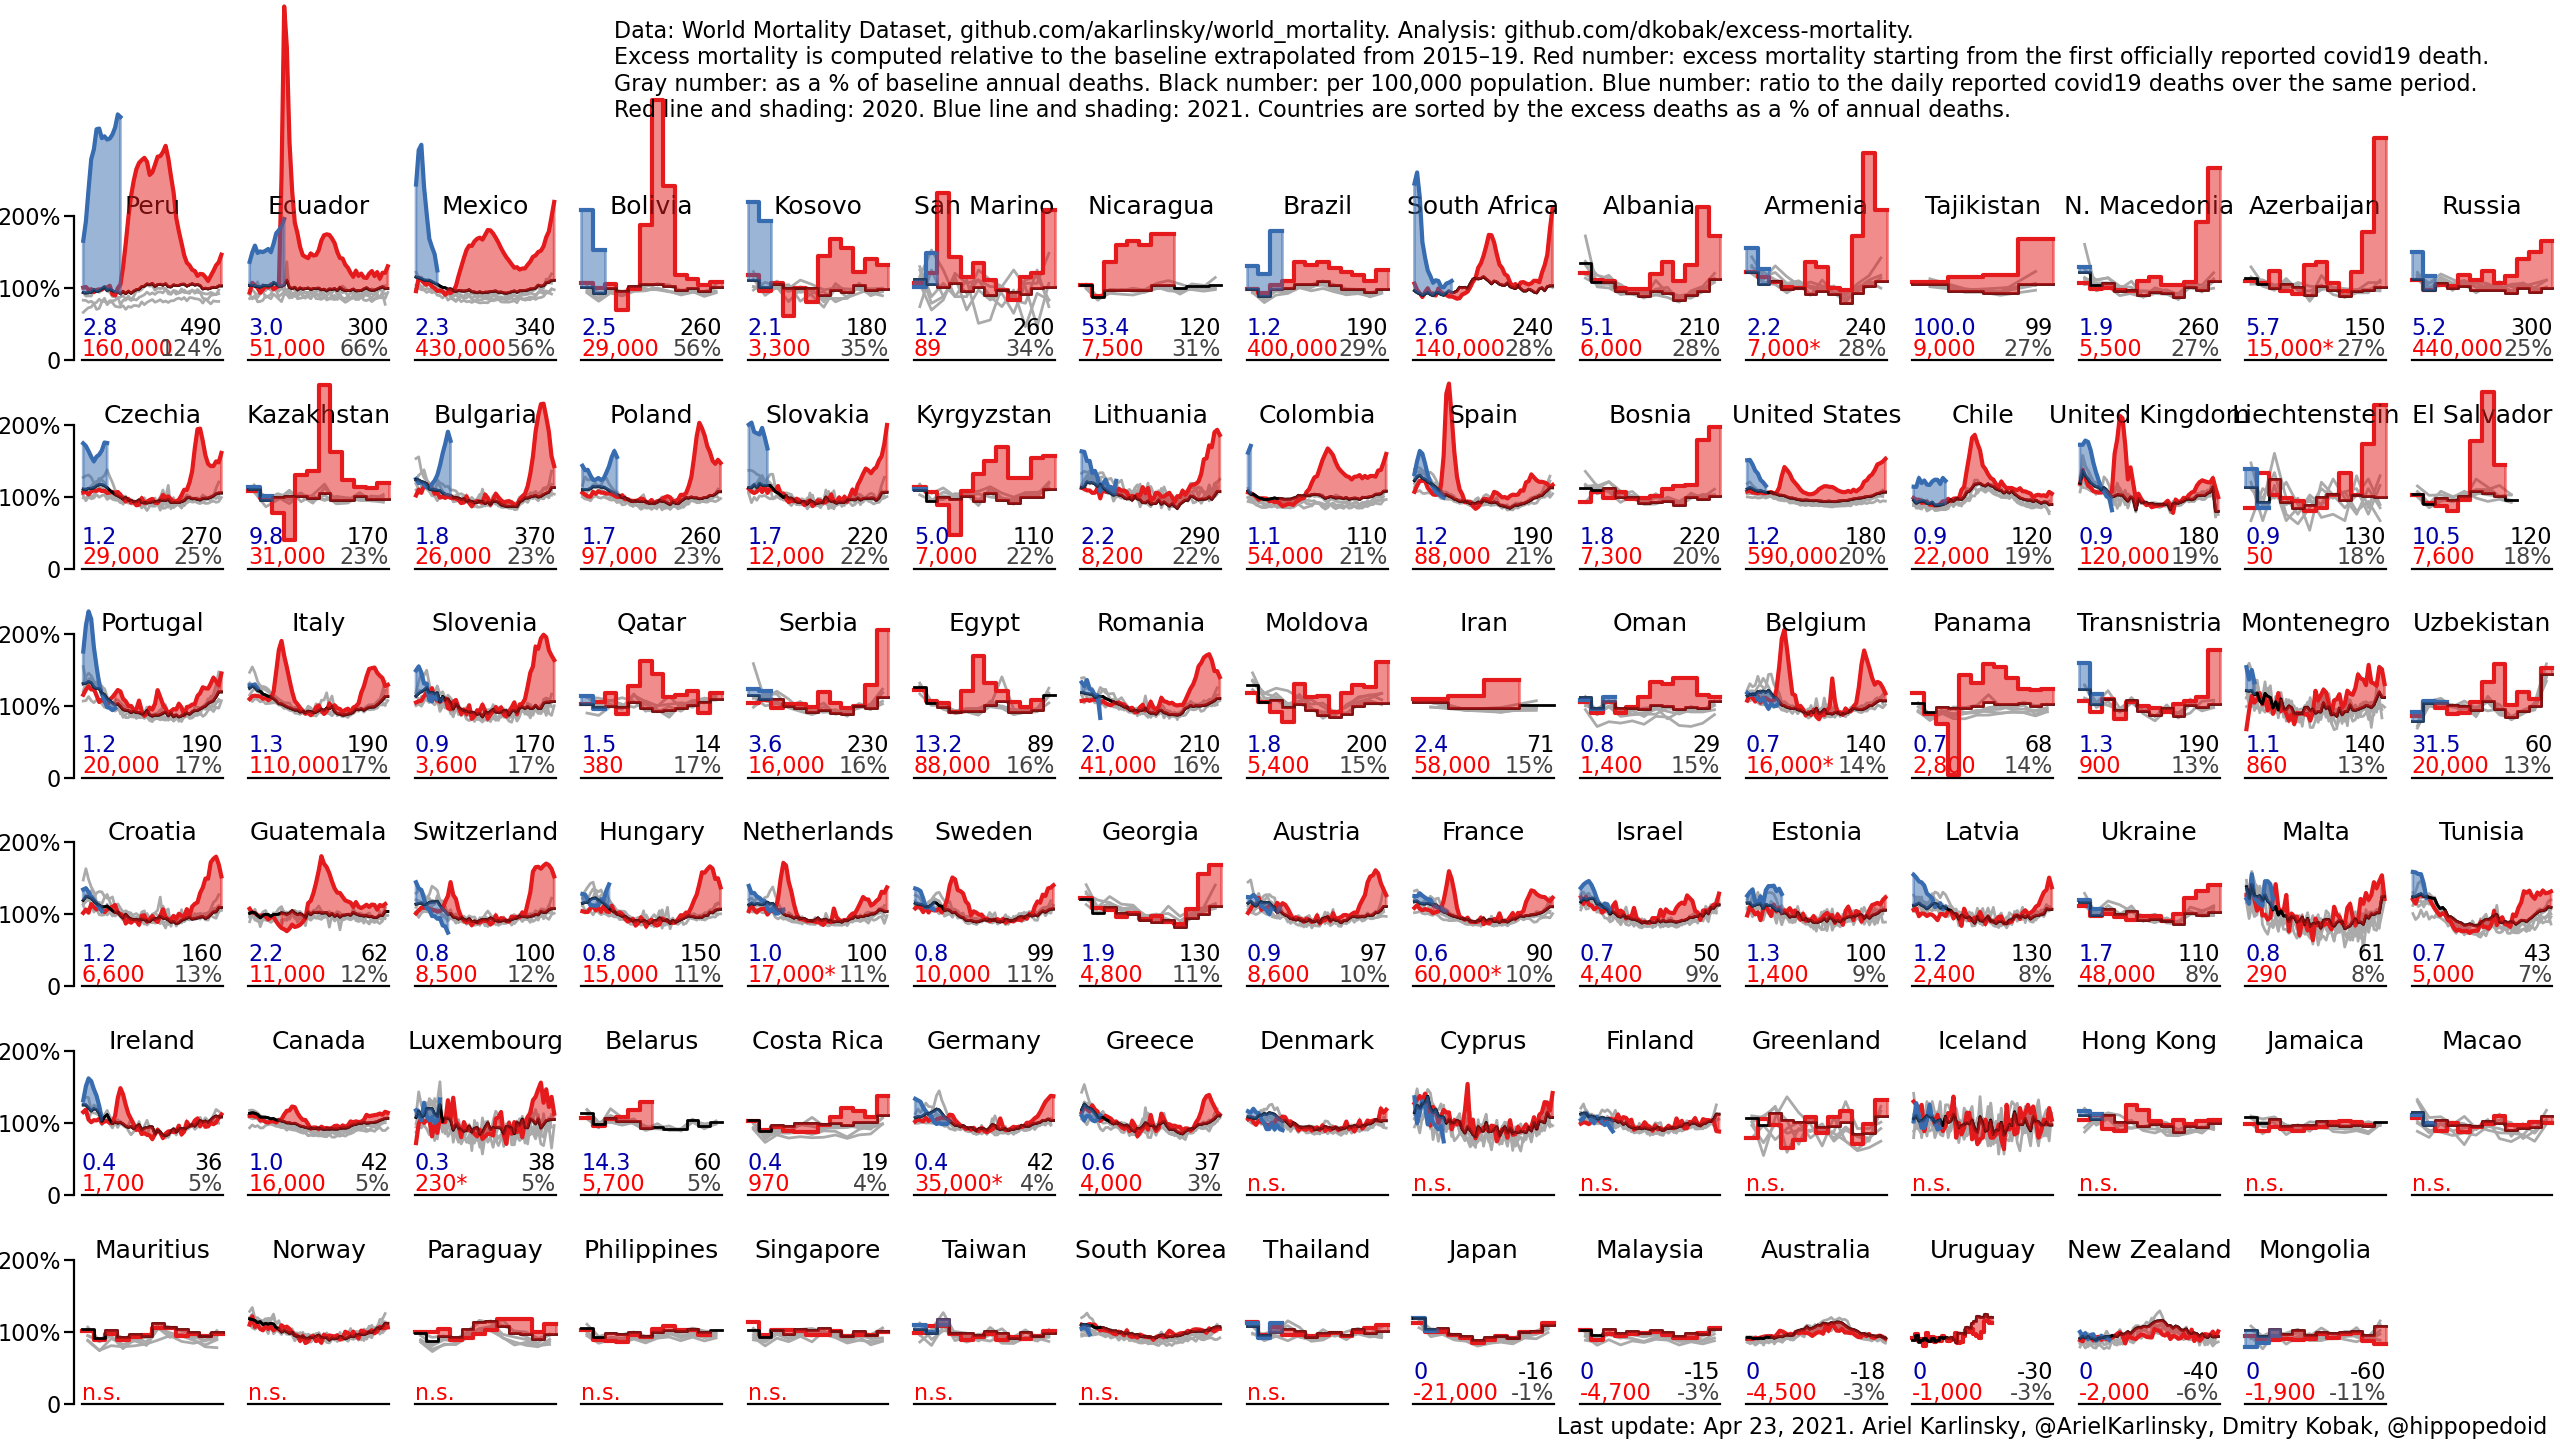 Data: World Mortality Dataset, github.com/akarlinsky/world_mortality. Analysis: github.com/dkobak/excess-mortality.
Excess mortality is computed relative to the baseline extrapolated from 2015–19. Red number: excess mortality starting from the first officially reported covid19 death.
Gray number: as a % of baseline annual deaths. Black number: per 100,000 population. Blue number: ratio to the daily reported covid19 deaths over the same period.
Red line and shading: 2020. Blue line and shading: 2021. Countries are sorted by the excess deaths as a % of annual deaths.
200% Peru Ecuador Mexico Bolivia Kosovo San Marino Nicaragua Brazil South Africa Albania Armenia Tajikistan N. Macedonia Azerbaijan Russia
100%
2.8 490 3.0 300 2.3 340 2.5 260 2.1 180 1.2 260 53.4 120 1.2 190 2.6 240 5.1 210 2.2 240 100.0 99 1.9 260 5.7 150 5.2 300
0 160,000 124% 51,000 66% 430,000 56% 29,000 56% 3,300 35% 89 34% 7,500 31% 400,000 29% 140,000 28% 6,000 28% 7,000* 28% 9,000 27% 5,500 27% 15,000* 27% 440,000 25%
200% Czechia Kazakhstan Bulgaria Poland Slovakia Kyrgyzstan Lithuania Colombia Spain Bosnia United States Chile United Kingdom Liechtenstein El Salvador
100%
1.2 270 9.8 170 1.8 370 1.7 260 1.7 220 5.0 110 2.2 290 1.1 110 1.2 190 1.8 220 1.2 180 0.9 120 0.9 180 0.9 130 10.5 120
0 29,000 25% 31,000 23% 26,000 23% 97,000 23% 12,000 22% 7,000 22% 8,200 22% 54,000 21% 88,000 21% 7,300 20% 590,000 20% 22,000 19% 120,000 19% 50 18% 7,600 18%
200% Portugal Italy Slovenia Qatar Serbia Egypt Romania Moldova Iran Oman Belgium Panama Transnistria Montenegro Uzbekistan
100%
1.2 190 1.3 190 0.9 170 1.5 14 3.6 230 13.2 89 2.0 210 1.8 200 2.4 71 0.8 29 0.7 140 0.7 68 1.3 190 1.1 140 31.5 60
0 20,000 17% 110,000 17% 3,600 17% 380 17% 16,000 16% 88,000 16% 41,000 16% 5,400 15% 58,000 15% 1,400 15% 16,000* 14% 2,800 14% 900 13% 860 13% 20,000 13%
200% Croatia Guatemala Switzerland Hungary Netherlands Sweden Georgia Austria France Israel Estonia Latvia Ukraine Malta Tunisia
100%
1.2 160 2.2 62 0.8 100 0.8 150 1.0 100 0.8 99 1.9 130 0.9 97 0.6 90 0.7 50 1.3 100 1.2 130 1.7 110 0.8 61 0.7 43
0 6,600 13% 11,000 12% 8,500 12% 15,000 11% 17,000* 11% 10,000 11% 4,800 11% 8,600 10% 60,000* 10% 4,400 9% 1,400 9% 2,400 8% 48,000 8% 290 8% 5,000 7%
200% Ireland Canada Luxembourg Belarus Costa Rica Germany Greece Denmark Cyprus Finland Greenland Iceland Hong Kong Jamaica Macao
100%
0.4 36 1.0 42 0.3 38 14.3 60 0.4 19 0.4 42 0.6 37
0 1,700 5% 16,000 5% 230* 5% 5,700 5% 970 4% 35,000* 4% 4,000 3% n.s. n.s. n.s. n.s. n.s. n.s. n.s. n.s.
200% Mauritius Norway Paraguay Philippines Singapore Taiwan South Korea Thailand Japan Malaysia Australia Uruguay New Zealand Mongolia
100%
0 -16 0 -15 0 -18 0 -30 0 -40 0 -60
0 n.s. n.s. n.s. n.s. n.s. n.s. n.s. n.s. -21,000 -1% -4,700 -3% -4,500 -3% -1,000 -3% -2,000 -6% -1,900 -11%
Last update: Apr 23, 2021. Ariel Karlinsky, @ArielKarlinsky, Dmitry Kobak, @hippopedoid